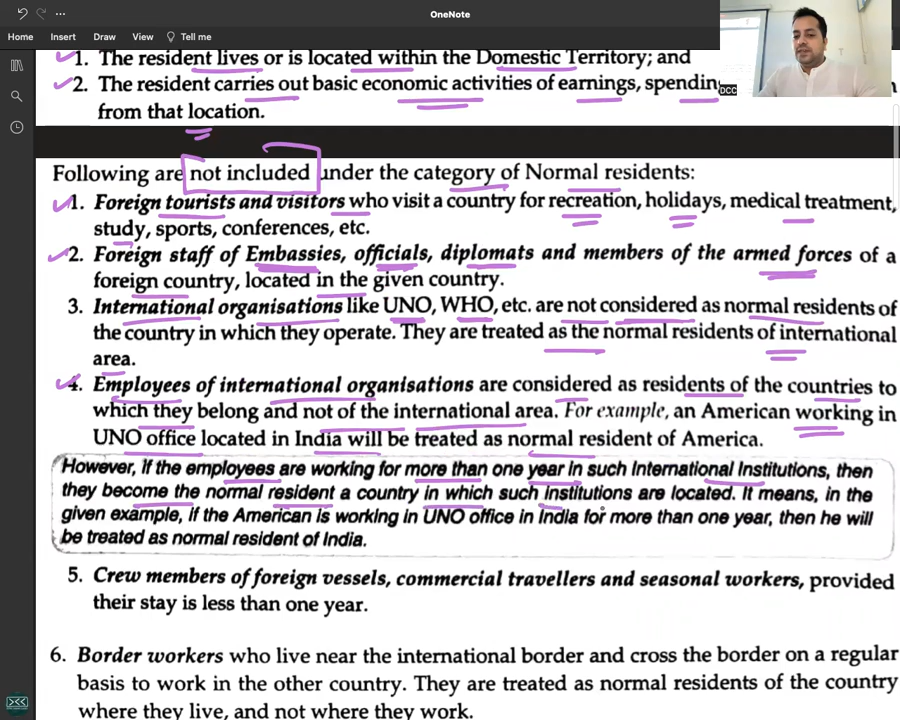 OneNote
Home Insert Draw View Tell me
1. The resident lives or is located within the Domestic Territory; and
2. The resident carries out basic economic activities of earnings, spending
DCC
from that location.
Following are not included under the category of Normal residents:
1. Foreign tourists and visitors who visit a country for recreation, holidays, medical treatment,
study, sports, conferences, etc.
2. Foreign staff of Embassies, officials, diplomats and members of the armed forces of a
foreign country, located in the given country.
3. International organisations like UNO, WHO, etc. are not considered as normal residents of
the country in which they operate. They are treated as the normal residents of international
area.
4. Employees of international organisations are considered as residents of the countries to
which they belong and not of the international area. For example, an American working in
UNO office located in India will be treated as normal resident of America.
However, if the employees are working for more than one year in such International Institutions, then
they become the normal resident a country in which such institutions are located. It means, in the
given example, if the American is working in UNO office in India for more than one year, then he will
be treated as normal resident of India.
5. Crew members of foreign vessels, commercial travellers and seasonal workers, provided
their stay is less than one year.
6. Border workers who live near the international border and cross the border on a regular
basis to work in the other country. They are treated as normal residents of the country
where they live, and not where they work.